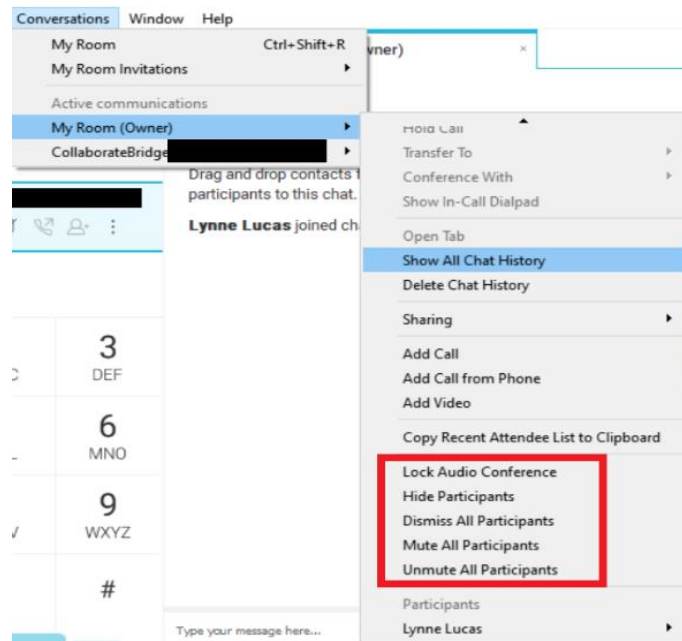 Conversations Window Help
My Room Ctrl+Shift+R
My Room Invitations
Active communications
My Room (Owner)
CollaborateBridge
wner)
Drag and drop contacts
participants to this chat.
Lynne Lucas joined ch
3
DEF
6
MNO
9
WXYZ
#
Type your message here...
Hold Call
Transfer To
Conference With
Show In-Call Dialpad
Open Tab
Show All Chat History
Delete Chat History
Sharing
Add Call
Add Call from Phone
Add Video
Copy Recent Attendee List to Clipboard
Lock Audio Conference
Hide Participants
Dismiss All Participants
Mute All Participants
Unmute All Participants
Participants
Lynne Lucas